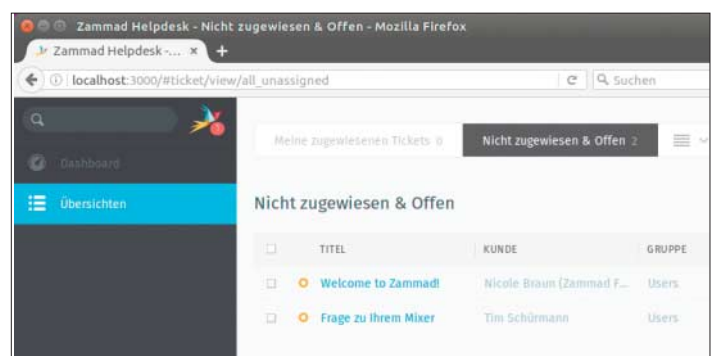 Zammad Helpdesk - Nicht zugewiesen & Offen - Mozilla Firefox
Zammad Helpdesk -... × +
localhost:3000/#ticket/view/all_unassigned
Suchen
Meine zugewiesenen Tickets 0
Nicht zugewiesen & Offen 2
Dashboard
Übersichten
Nicht zugewiesen & Offen
TITEL KUNDE GRUPPE
Welcome to Zammad! Nicole Braun (Zammad F... Users
Frage zu Ihrem Mixer Tim Schürmann Users